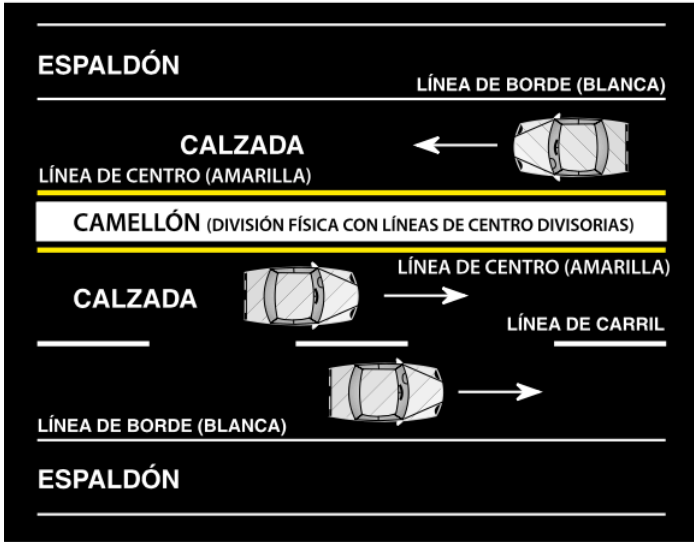 ESPALDÓN
LÍNEA DE BORDE (BLANCA)
CALZADA
LÍNEA DE CENTRO (AMARILLA)
CAMELLÓN (DIVISIÓN FÍSICA CON LÍNEAS DE CENTRO DIVISORIAS)
LÍNEA DE CENTRO (AMARILLA)
CALZADA
LÍNEA DE CARRIL
LÍNEA DE BORDE (BLANCA)
ESPALDÓN